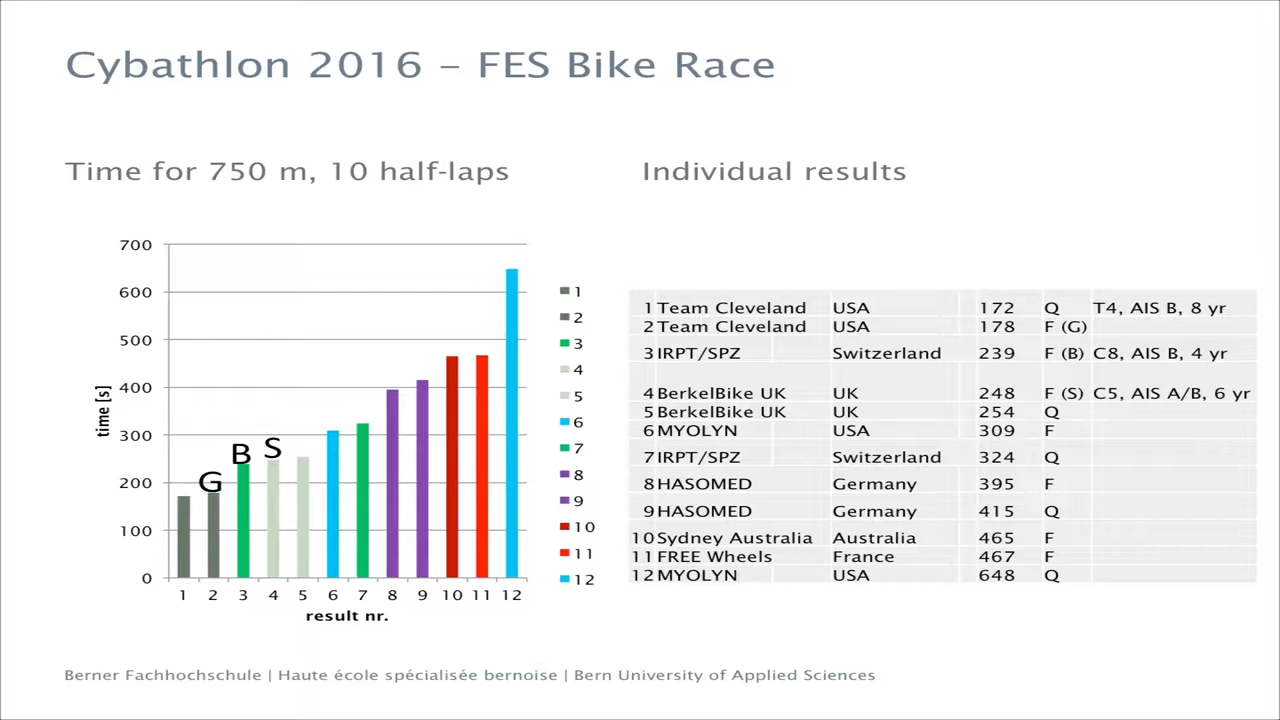 Cybathlon 2016 – FES Bike Race
Time for 750 m, 10 half-laps
Individual results
700
600
500
400
300
200
100
0
time [s]
G
B
S
1 2 3 4 5 6 7 8 9 10 11 12
result nr.
1
2
3
4
5
6
7
8
9
10
11
12
1 Team Cleveland USA 172 Q T4, AIS B, 8 yr
2 Team Cleveland USA 178 F (G)
3 IRPT/SPZ Switzerland 239 F (B) C8, AIS B, 4 yr
4 BerkelBike UK UK 248 F (S) C5, AIS A/B, 6 yr
5 BerkelBike UK UK 254 Q
6 MYOLYN USA 309 F
7 IRPT/SPZ Switzerland 324 Q
8 HASOMED Germany 395 F
9 HASOMED Germany 415 Q
10 Sydney Australia Australia 465 F
11 FREE Wheels France 467 F
12 MYOLYN USA 648 Q
Berner Fachhochschule | Haute école spécialisée bernoise | Bern University of Applied Sciences